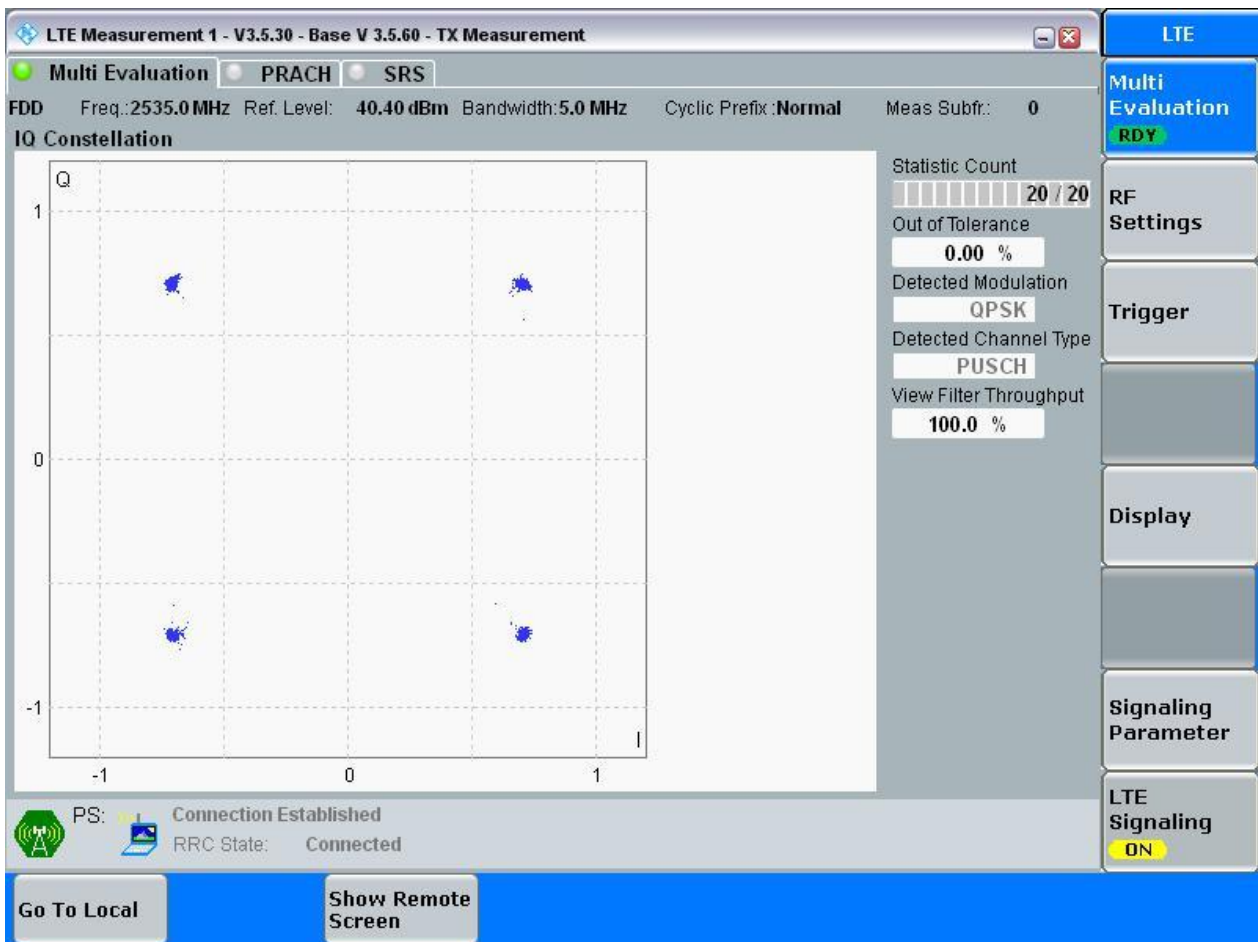 LTE Measurement 1 - V3.5.30 - Base V 3.5.60 - TX Measurement
Multi Evaluation PRACH SRS
FDD Freq.:2535.0 MHz Ref. Level: 40.40 dBm Bandwidth:5.0 MHz Cyclic Prefix :Normal Meas Subfr.: 0
IQ Constellation
Q
1
0
-1
I
-1 0 1
Statistic Count
20 / 20
Out of Tolerance
0.00 %
Detected Modulation
QPSK
Detected Channel Type
PUSCH
View Filter Throughput
100.0 %
PS: Connection Established
RRC State: Connected
LTE
Multi
Evaluation
RDY
RF
Settings
Trigger
Display
Signaling
Parameter
LTE
Signaling
ON
Go To Local
Show Remote
Screen